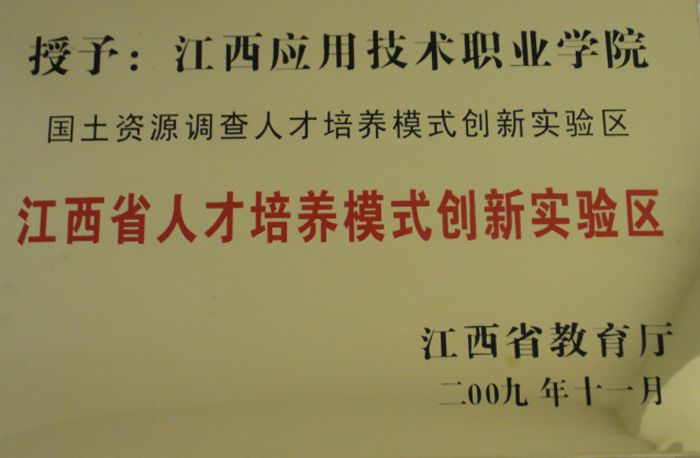 授予：江西应用技术职业学院
国土资源调查人才培养模式创新实验区
江西省人才培养模式创新实验区
江西省教育厅
二00九 年十一月